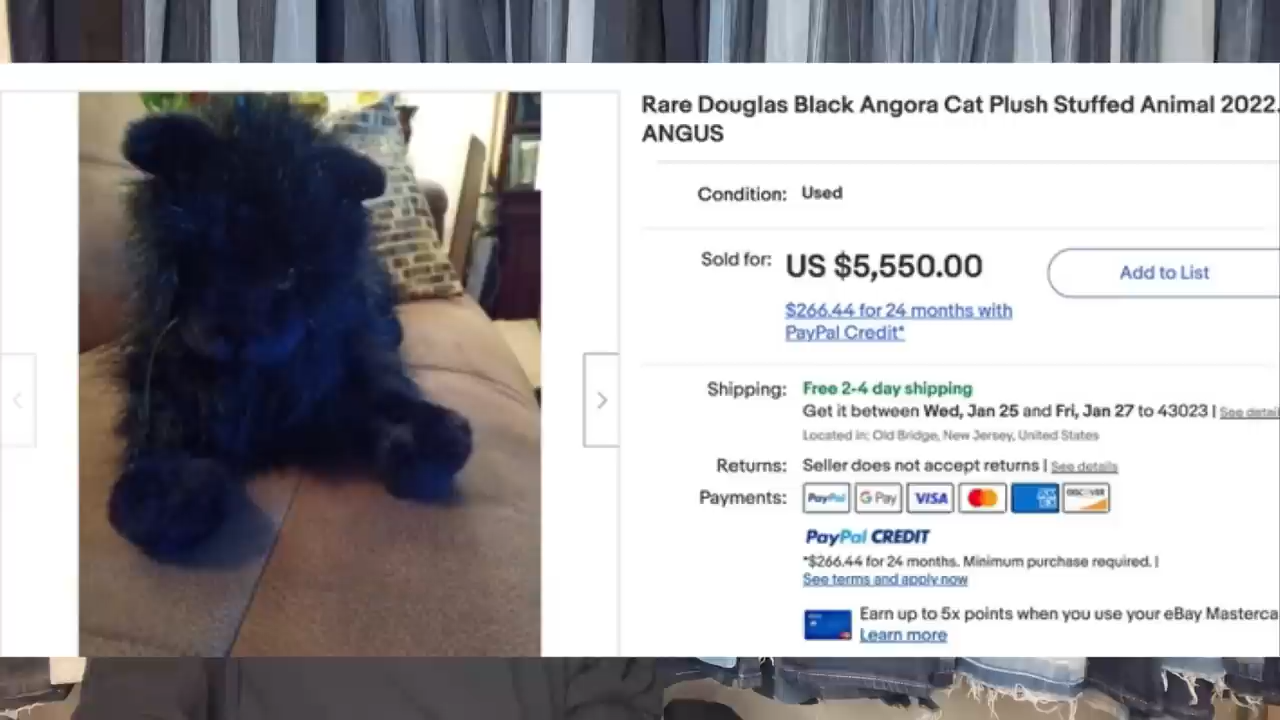 Rare Douglas Black Angora Cat Plush Stuffed Animal 2022.
ANGUS
Condition: Used
Sold for: US $5,550.00
Add to List
$266.44 for 24 months with
PayPal Credit*
Shipping: Free 2-4 day shipping
Get it between Wed, Jan 25 and Fri, Jan 27 to 43023 | See detai
Located in: Old Bridge, New Jersey, United States
Returns: Seller does not accept returns | See details
Payments: PayPal G Pay VISA DISCOVER
PayPal CREDIT
*$266.44 for 24 months. Minimum purchase required. |
See terms and apply now
Earn up to 5x points when you use your eBay Masterca
Learn more